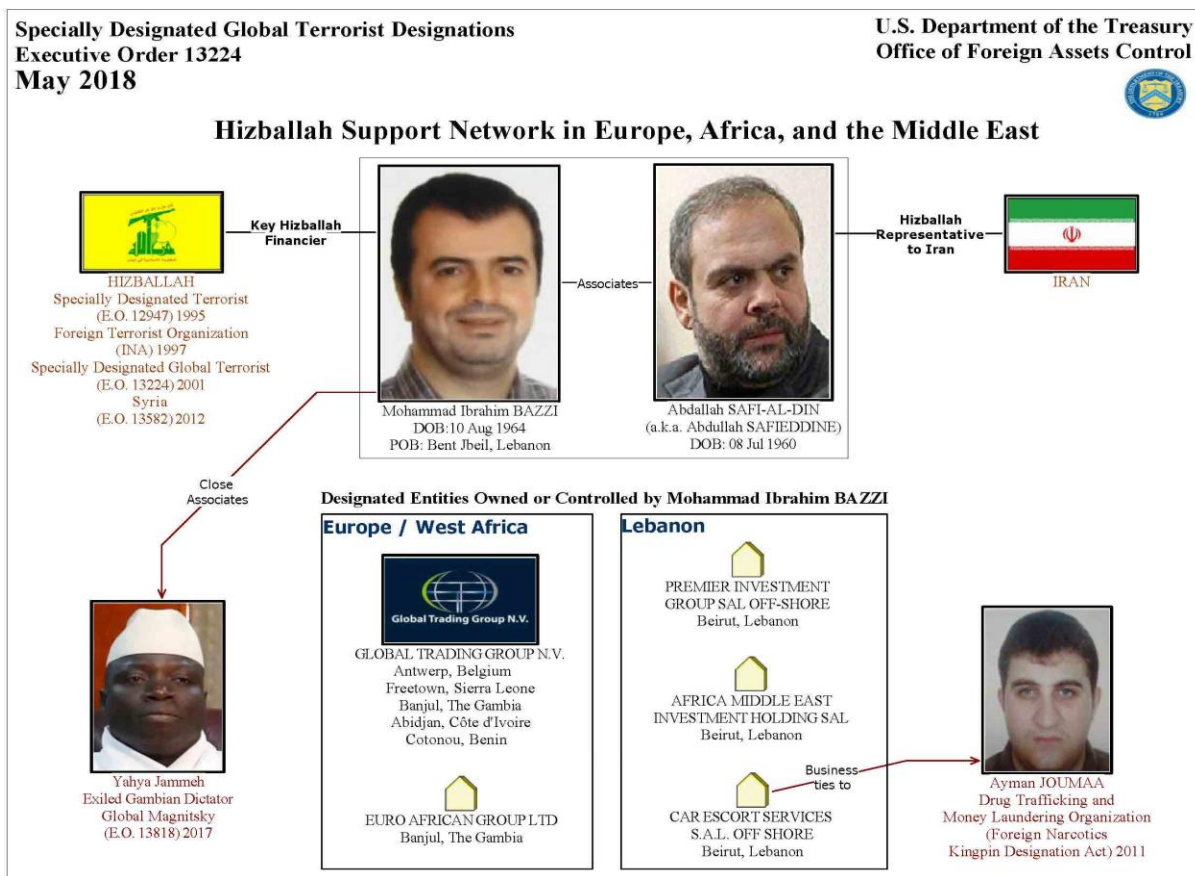 Specially Designated Global Terrorist Designations
Executive Order 13224
May 2018
U.S. Department of the Treasury
Office of Foreign Assets Control
Hizballah Support Network in Europe, Africa, and the Middle East
Key Hizballah
Financier
Associates
Hizballah
Representative
to Iran
HIZBALLAH
Specially Designated Terrorist
(E.O. 12947) 1995
Foreign Terrorist Organization
(INA) 1997
Specially Designated Global Terrorist
(E.O. 13224) 2001
Syria
(E.O. 13582) 2012
IRAN
Mohammad Ibrahim BAZZI
DOB:10 Aug 1964
POB: Bent Jbeil, Lebanon
Abdallah SAFI-AL-DIN
(a.k.a. Abdullah SAFIEDDINE)
DOB: 08 Jul 1960
Close
Associates
Designated Entities Owned or Controlled by Mohammad Ibrahim BAZZI
Europe / West Africa
Global Trading Group N.V.
GLOBAL TRADING GROUP N.V.
Antwerp, Belgium
Freetown, Sierra Leone
Banjul, The Gambia
Abidjan, Côte d'Ivoire
Cotonou, Benin
EURO AFRICAN GROUP LTD
Banjul, The Gambia
Lebanon
PREMIER INVESTMENT
GROUP SAL OFF-SHORE
Beirut, Lebanon
AFRICA MIDDLE EAST
INVESTMENT HOLDING SAL
Beirut, Lebanon
CAR ESCORT SERVICES
S.A.L. OFF SHORE
Beirut, Lebanon
Business
ties to
Yahya Jammeh
Exiled Gambian Dictator
Global Magnitsky
(E.O. 13818) 2017
Ayman JOUMAA
Drug Trafficking and
Money Laundering Organization
(Foreign Narcotics
Kingpin Designation Act) 2011